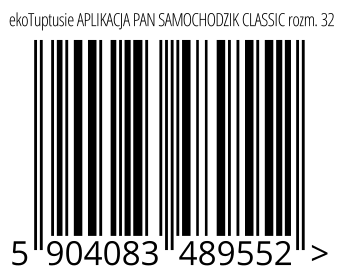 ekoTuptusie APLIKACJA PAN SAMOCHODZIK CLASSIC rozm. 32
5 904083 489552 >